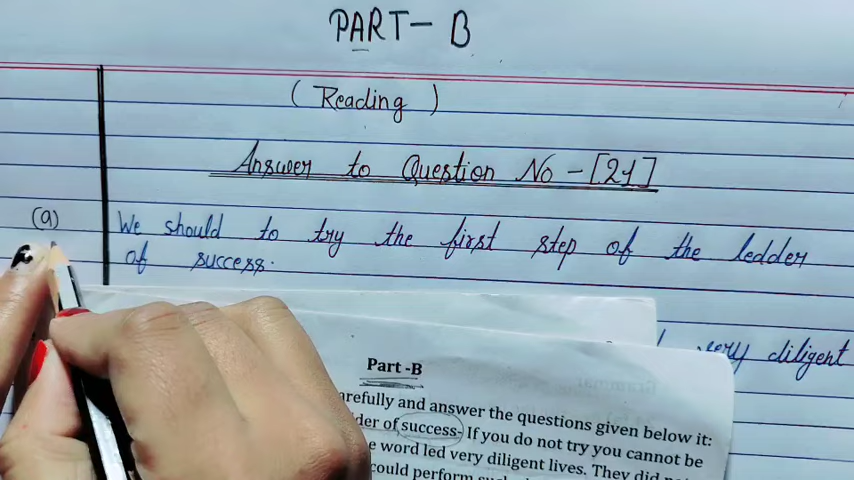 PART- B
( Reading )
Answer to Question No -[21]
(a) We should to try the first step of the ledder
of success.
very diligent
Part -B
arefully and answer the questions given below it:
der of success- If you do not try you cannot be
e word led very diligent lives. They did
could perform